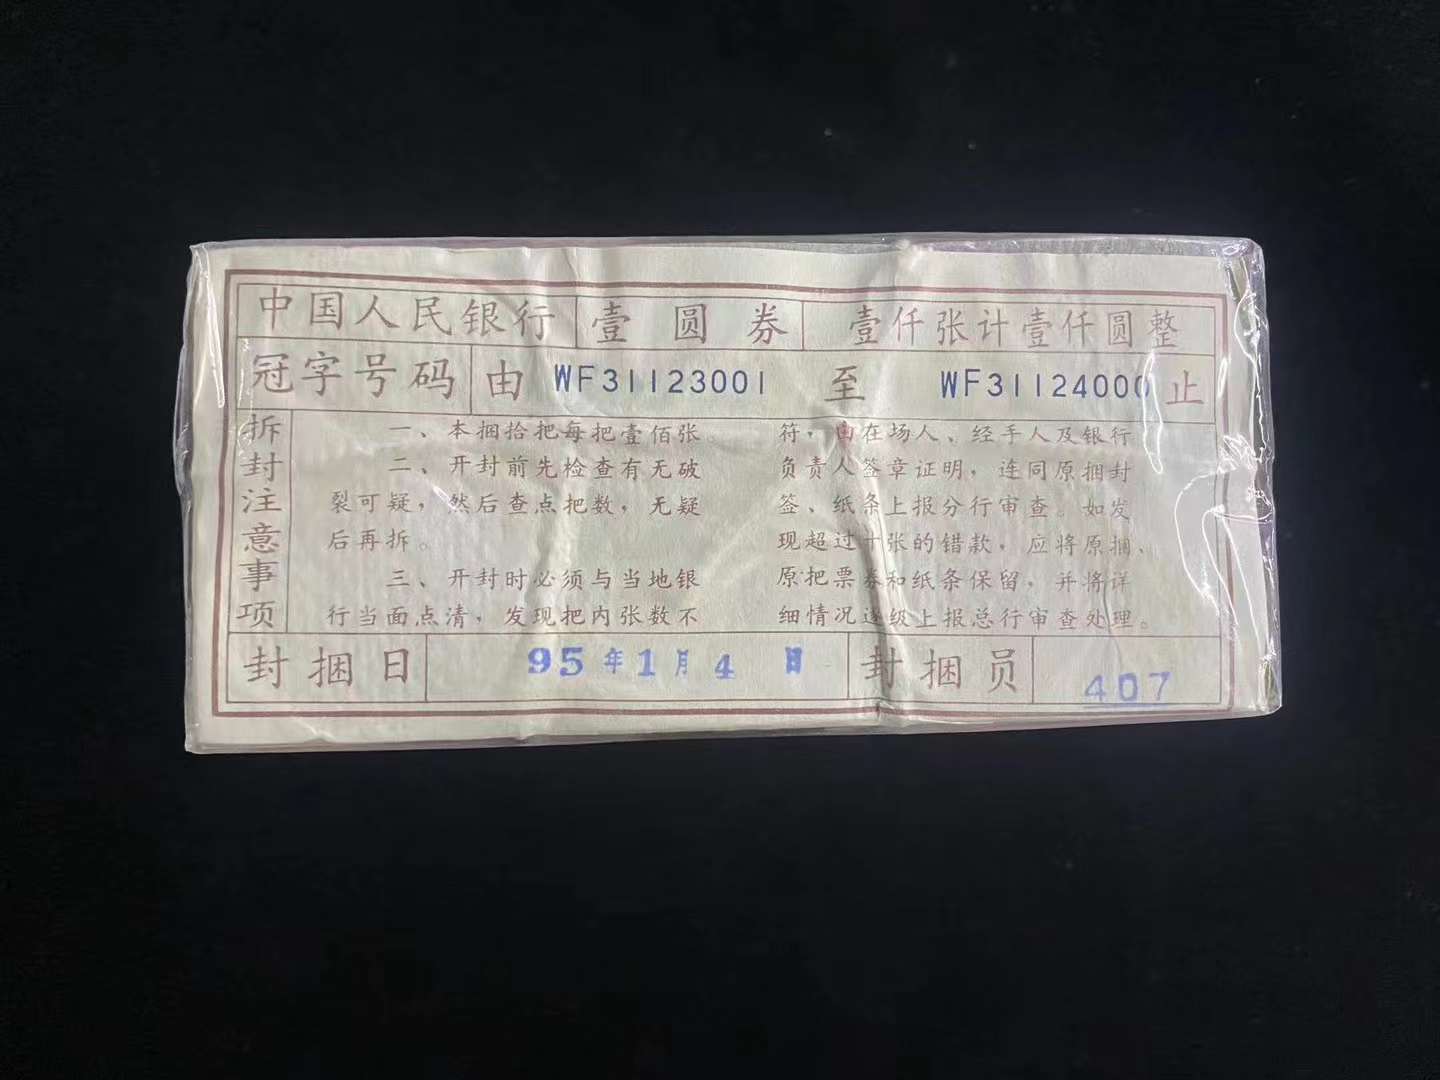 中国人民银行 壹圆券 壹仟张计壹仟圆整
冠字号码 由 WF31123001 至 WF31124000 止
拆封注意事项
一、本捆拾把每把壹佰张。
二、开封前先检查有无破
裂可疑，然后查点把数，无疑
后再拆。
三、开封时必须与当地银
行当面点清，发现把内张数不
符，由在场人、经手人及银行
负责人签章证明，连同原捆封
签、纸条上报分行审查。如发
现超过十张的错款，应将原捆、
原把票券和纸条保留，并将详
细情况逐级上报总行审查处理。
封捆日 95年1月4日 封捆员 407